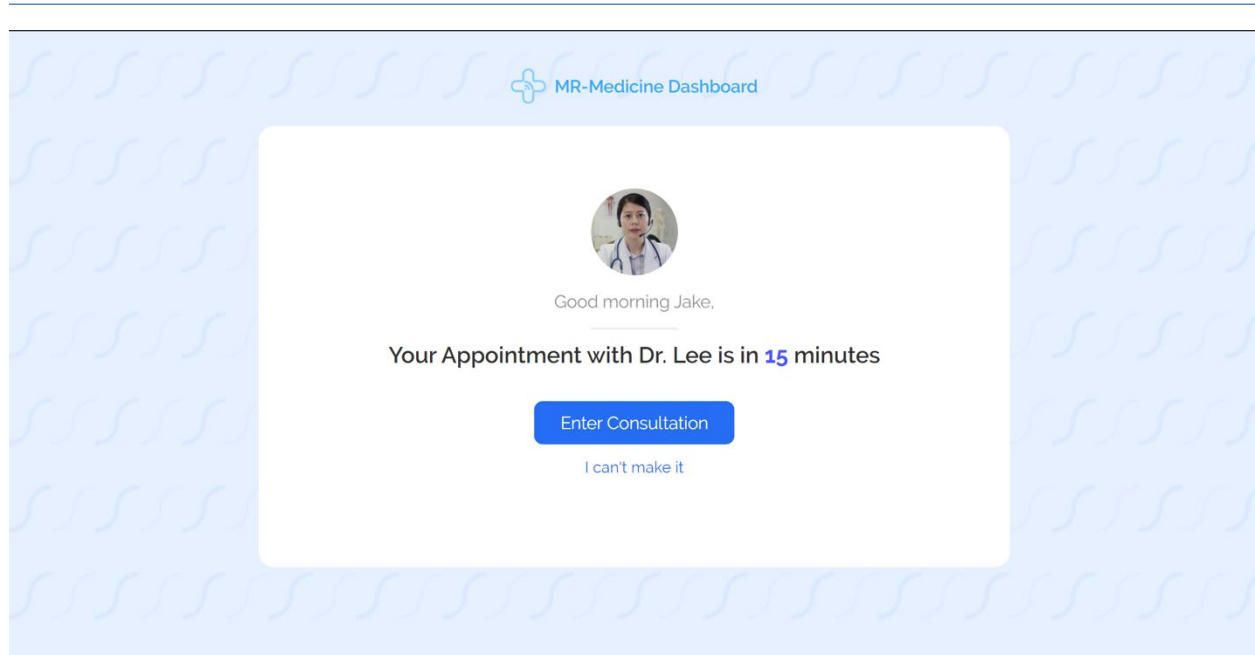 MR-Medicine Dashboard
Good morning Jake,
Your Appointment with Dr. Lee is in 15 minutes
Enter Consultation
I can't make it